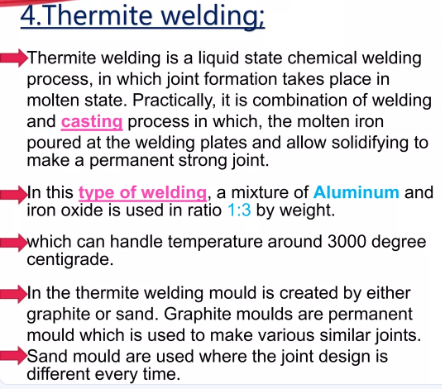 4.Thermite welding;
Thermite welding is a liquid state chemical welding
process, in which joint formation takes place in
molten state. Practically, it is combination of welding
and casting process in which, the molten iron
poured at the welding plates and allow solidifying to
make a permanent strong joint.
In this type of welding, a mixture of Aluminum and
iron oxide is used in ratio 1:3 by weight.
which can handle temperature around 3000 degree
centigrade.
In the thermite welding mould is created by either
graphite or sand. Graphite moulds are permanent
mould which is used to make various similar joints.
Sand mould are used where the joint design is
different every time.